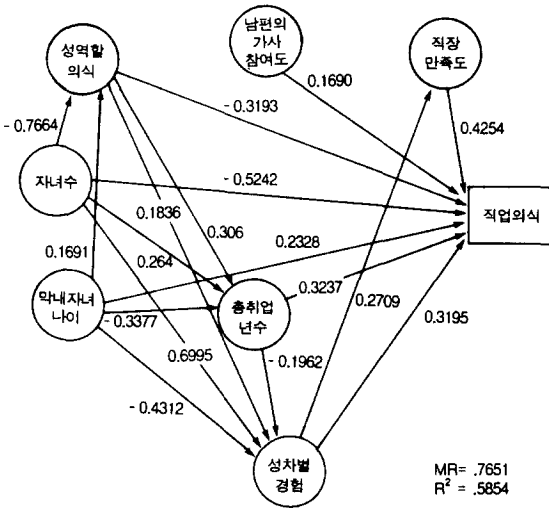 남편의
가사
참여도
성역할
의식
직장
만족도
0.1690
- 0.3193
- 0.7664
0.4254
자녀수
- 0.5242
직업의식
0.1836
0.306
0.2328
0.1691
0.264
막내자녀
나이
0.3237
- 0.3377
총취업
년수
0.2709
0.3195
0.6995
- 0.1962
- 0.4312
성차별
경험
MR= .7651
R² = .5854